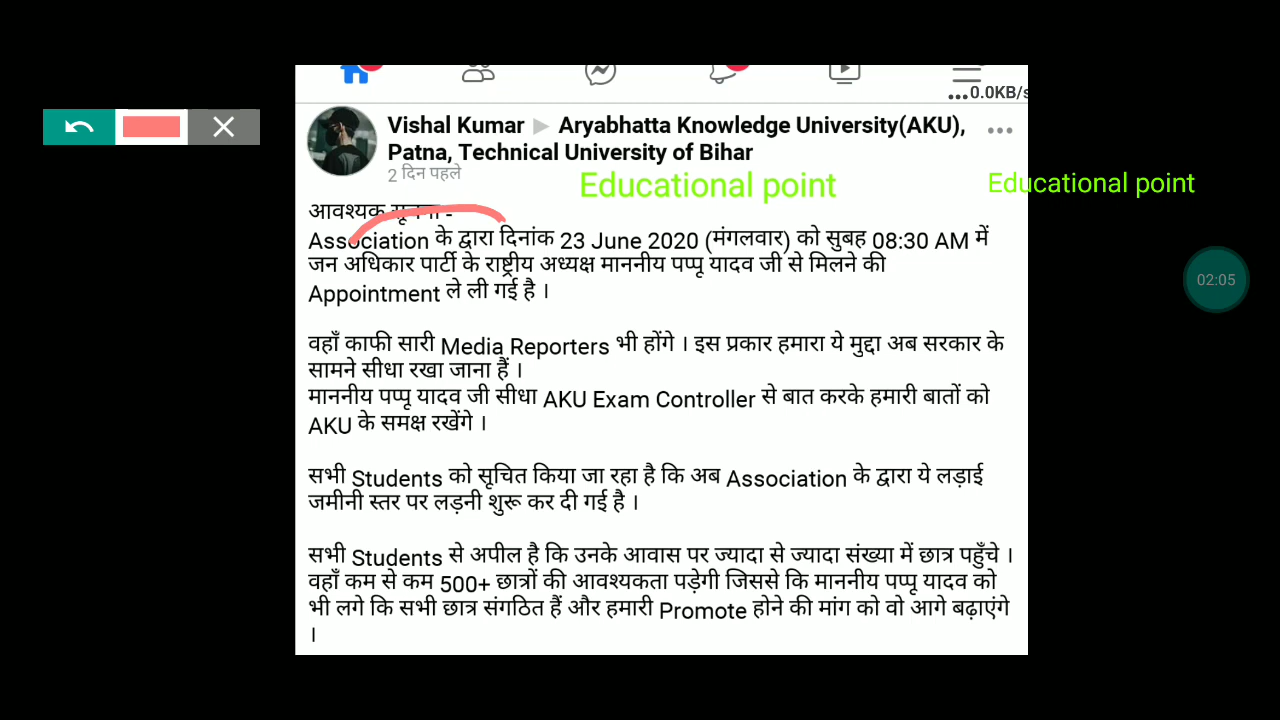 ...0.0KB/s
Vishal Kumar ▶ Aryabhatta Knowledge University(AKU),
Patna, Technical University of Bihar
2 दिन पहले
Educational point
Educational point
आवश्यक सूचना -
Association के द्वारा दिनांक 23 June 2020 (मंगलवार) को सुबह 08:30 AM में
जन अधिकार पार्टी के राष्ट्रीय अध्यक्ष माननीय पप्पू यादव जी से मिलने की
Appointment ले ली गई है ।
02:05
वहाँ काफी सारी Media Reporters भी होंगे । इस प्रकार हमारा ये मुद्दा अब सरकार के
सामने सीधा रखा जाना हैं ।
माननीय पप्पू यादव जी सीधा AKU Exam Controller से बात करके हमारी बातों को
AKU के समक्ष रखेंगे ।
सभी Students को सूचित किया जा रहा है कि अब Association के द्वारा ये लड़ाई
जमीनी स्तर पर लड़नी शुरू कर दी गई है ।
सभी Students से अपील है कि उनके आवास पर ज्यादा से ज्यादा संख्या में छात्र पहुँचे ।
वहाँ कम से कम 500+ छात्रों की आवश्यकता पड़ेगी जिससे कि माननीय पप्पू यादव को
भी लगे कि सभी छात्र संगठित हैं और हमारी Promote होने की मांग को वो आगे बढ़ाएंगे
।